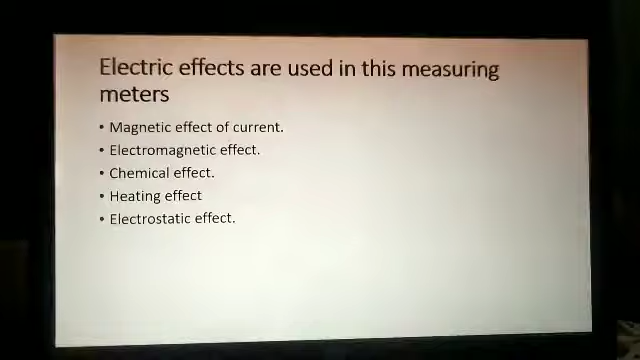 Electric effects are used in this measuring
meters
• Magnetic effect of current.
• Electromagnetic effect.
• Chemical effect.
• Heating effect
• Electrostatic effect.